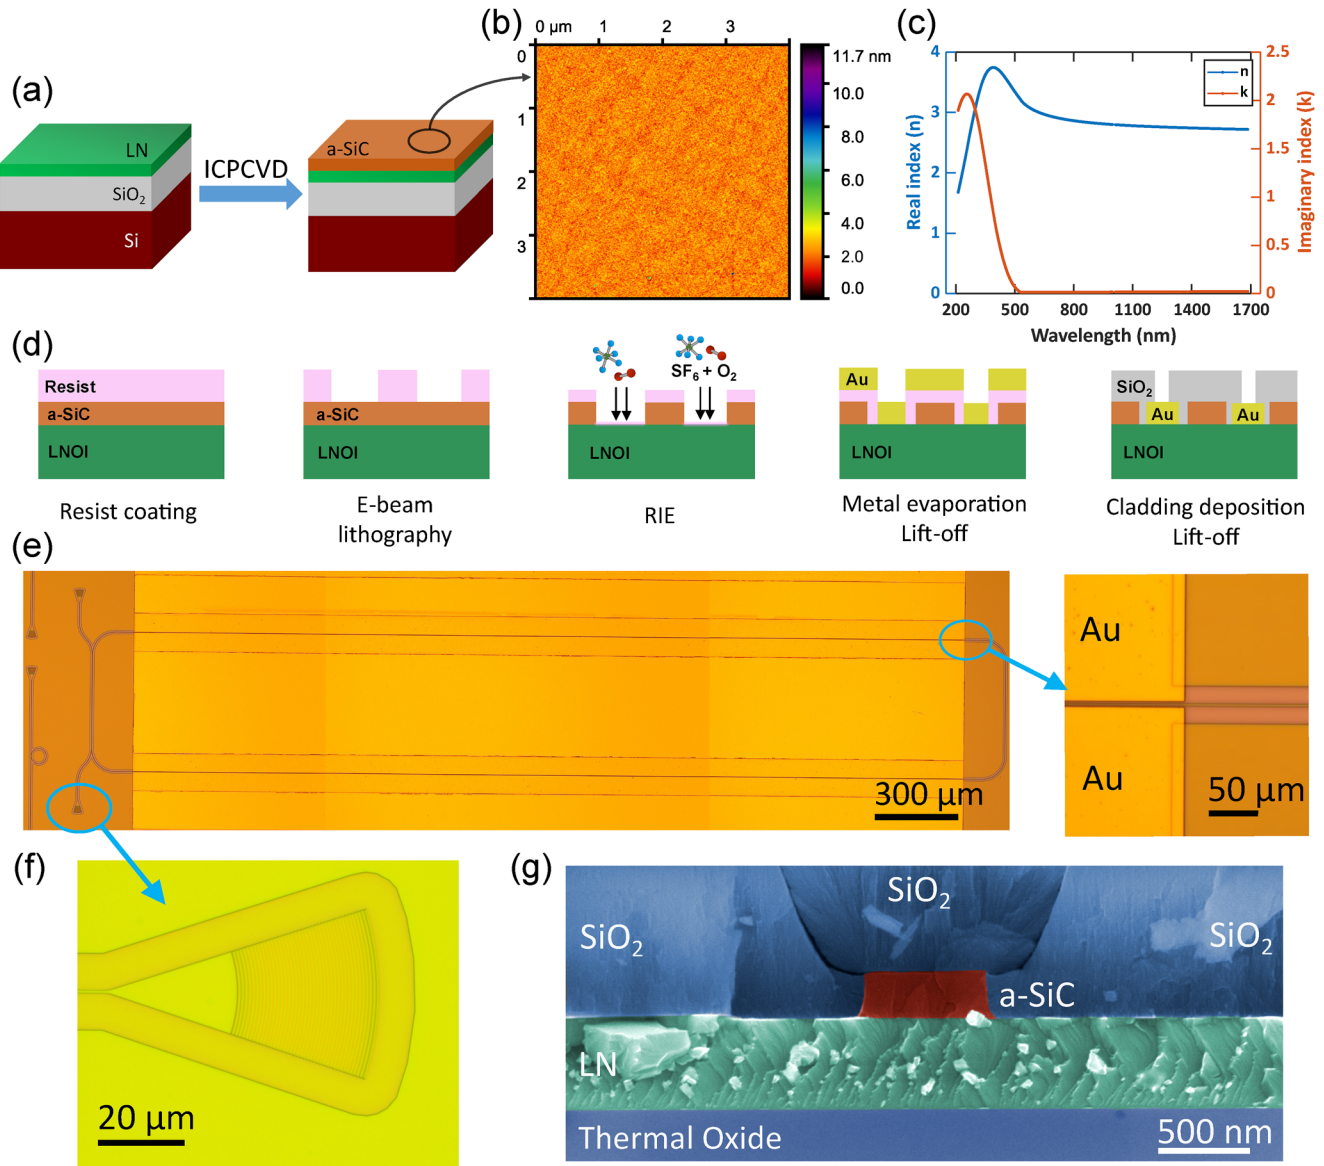 (a)
LN
SiO2
Si
ICPCVD
a-SiC
(b)
0 µm 1 2 3
0
1
2
3
11.7 nm
10.0
8.0
6.0
4.0
2.0
0.0
(c)
4
3
2
1
0
Real index (n)
n
k
2.5
2
1.5
1
0.5
0
Imaginary index (k)
200 500 800 1100 1400 1700
Wavelength (nm)
(d)
Resist
a-SiC
LNOI
Resist coating
a-SiC
LNOI
E-beam
lithography
SF6 + O2
LNOI
RIE
Au
LNOI
Metal evaporation
Lift-off
SiO2
Au Au
LNOI
Cladding deposition
Lift-off
(e)
300 µm
Au
Au
50 µm
(f)
20 µm
(g)
SiO2
SiO2
SiO2
a-SiC
LN
Thermal Oxide
500 nm